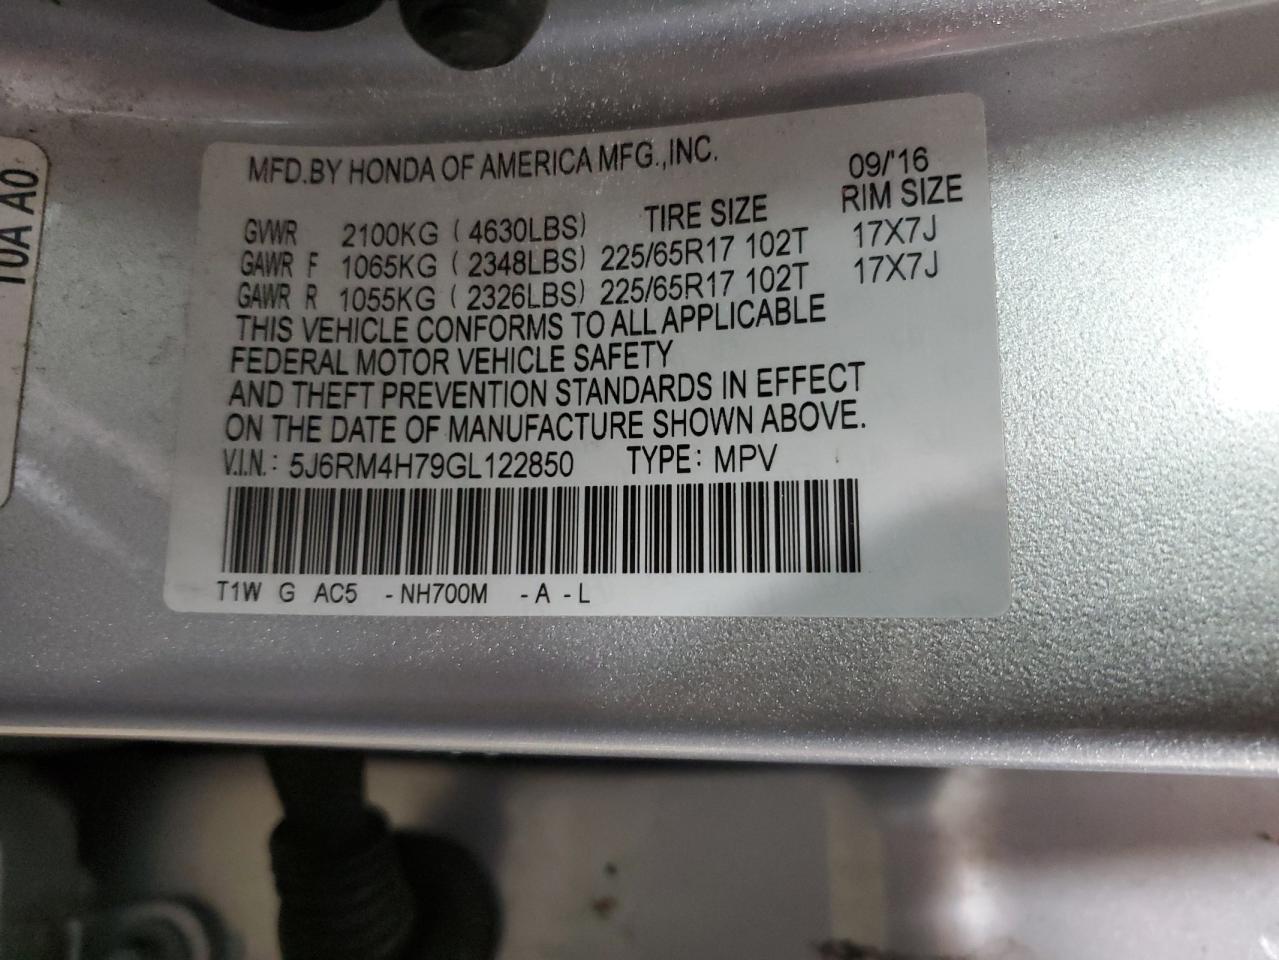 MFD.BY HONDA OF AMERICA MFG.,INC. 09/'16
TIRE SIZE RIM SIZE
GVWR 2100KG ( 4630LBS)
GAWR F 1065KG ( 2348LBS) 225/65R17 102T 17X7J
GAWR R 1055KG ( 2326LBS) 225/65R17 102T 17X7J
THIS VEHICLE CONFORMS TO ALL APPLICABLE
FEDERAL MOTOR VEHICLE SAFETY
AND THEFT PREVENTION STANDARDS IN EFFECT
ON THE DATE OF MANUFACTURE SHOWN ABOVE.
V.I.N.: 5J6RM4H79GL122850 TYPE: MPV
T1W G AC5 -NH700M -A -L
10A A0